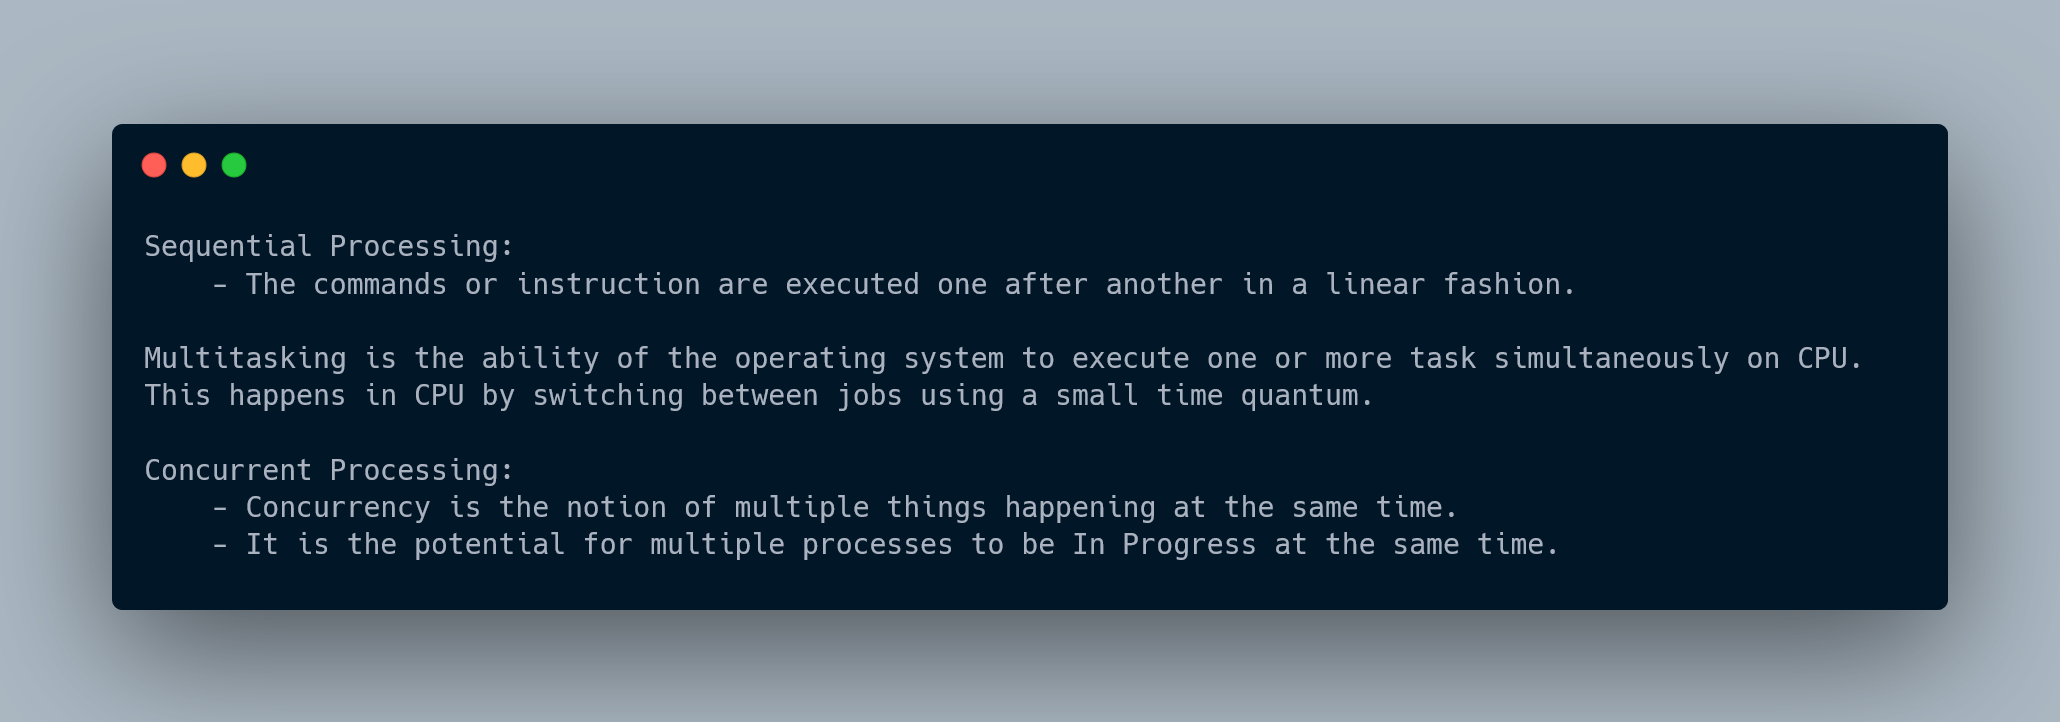 Sequential Processing:
    - The commands or instruction are executed one after another in a linear fashion.
Multitasking is the ability of the operating system to execute one or more task simultaneously on CPU.
This happens in CPU by switching between jobs using a small time quantum.
Concurrent Processing:
    - Concurrency is the notion of multiple things happening at the same time.
    - It is the potential for multiple processes to be In Progress at the same time.